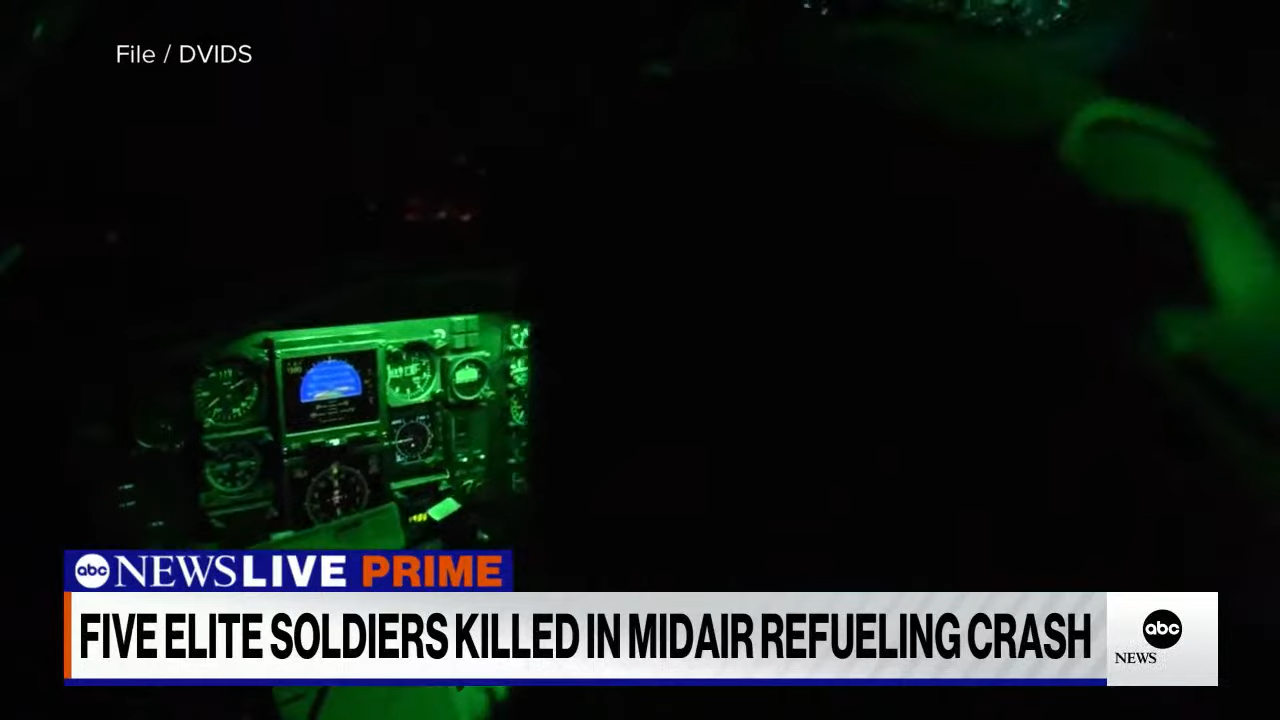 File / DVIDS
abc NEWS LIVE PRIME
FIVE ELITE SOLDIERS KILLED IN MIDAIR REFUELING CRASH
abc
NEWS